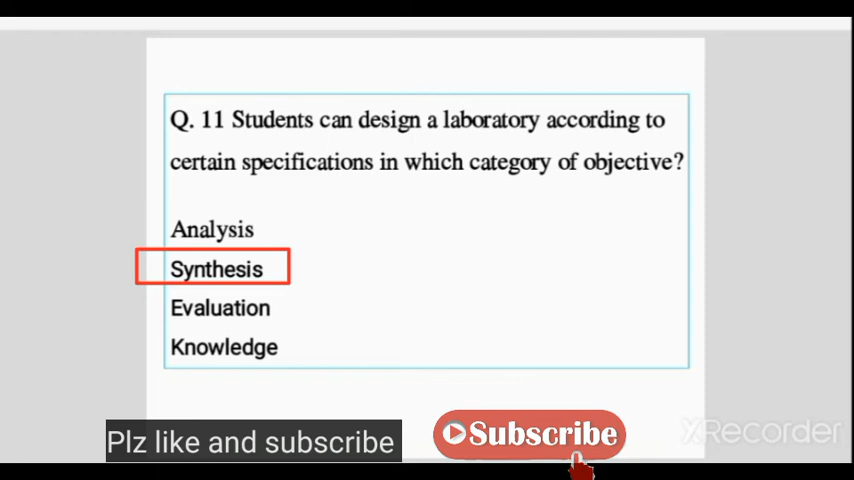 Q. 11 Students can design a laboratory according to
certain specifications in which category of objective?
Analysis
Synthesis
Evaluation
Knowledge
Plz like and subscribe
Subscribe
XRecorder